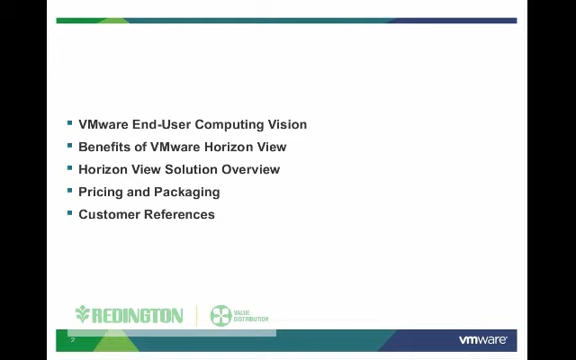 VMware End-User Computing Vision
Benefits of VMware Horizon View
Horizon View Solution Overview
Pricing and Packaging
Customer References
REDINGTON
VALUE
DISTRIBUTION
2
vmware